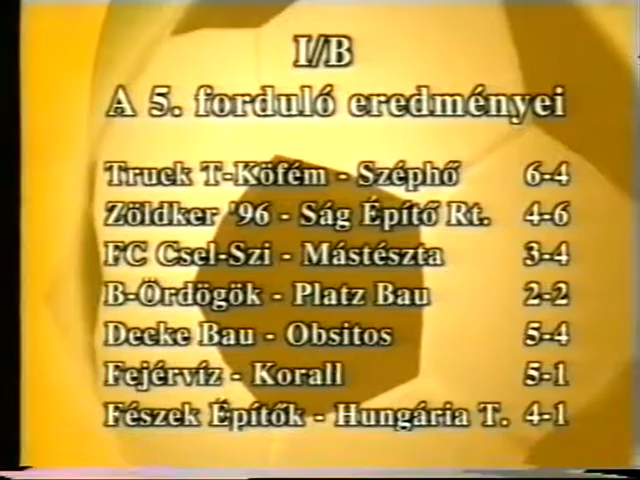 I/B
A 5. forduló eredményei
Truck T-Köfém - Széphő 6-4
Zöldker '96 - Ság Építő Rt. 4-6
FC Csel-Szi - Mástészta 3-4
B-Ördögök - Platz Bau 2-2
Decke Bau - Obsitos 5-4
Fejérvíz - Korall 5-1
Fészek Építők - Hungária T. 4-1